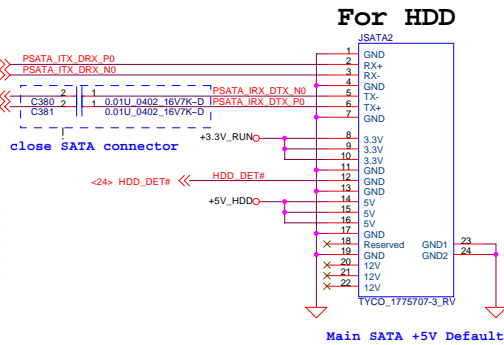 For HDD
JSATA2
PSATA_ITX_DRX_P0
PSATA_ITX_DRX_N0
1 GND
2 RX+
3 RX-
4 GND
5 TX-
6 TX+
7 GND
2 1 PSATA_IRX_DTX_N0
C380 2 1 0.01U_0402_16V7K~D PSATA_IRX_DTX_P0
C381 0.01U_0402_16V7K~D
close SATA connector
+3.3V_RUN
8 3.3V
9 3.3V
10 3.3V
11 GND
<24> HDD_DET# HDD_DET# 12 GND
13 GND
+5V_HDD 14 5V
15 5V
16 5V
17 GND
18 Reserved GND1 23
19 GND GND2 24
20 12V
21 12V
22 12V
TYCO_1775707-3_RV
Main SATA +5V Default